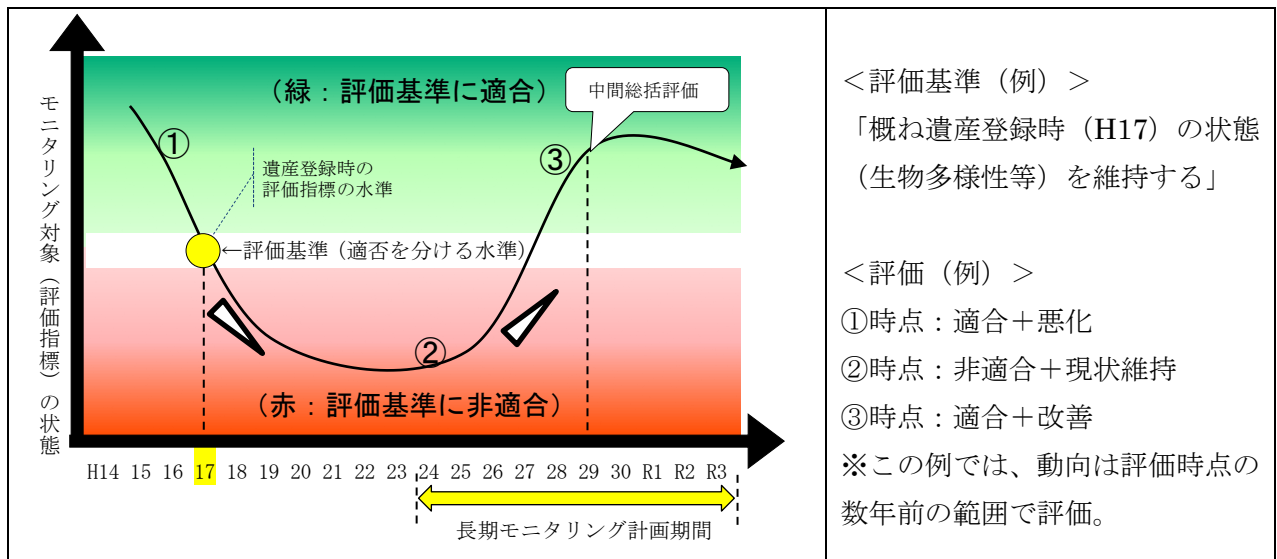 モニタリング対象（評価指標）の状態
（緑：評価基準に適合）
中間総括評価
①
③
遺産登録時の
評価指標の水準
←評価基準（適否を分ける水準）
②
（赤：評価基準に非適合）
H14 15 16 17 18 19 20 21 22 23 24 25 26 27 28 29 30 R1 R2 R3
長期モニタリング計画期間
＜評価基準（例）＞
「概ね遺産登録時（H17）の状態
（生物多様性等）を維持する」
＜評価（例）＞
①時点：適合＋悪化
②時点：非適合＋現状維持
③時点：適合＋改善
※この例では、動向は評価時点の
数年前の範囲で評価。